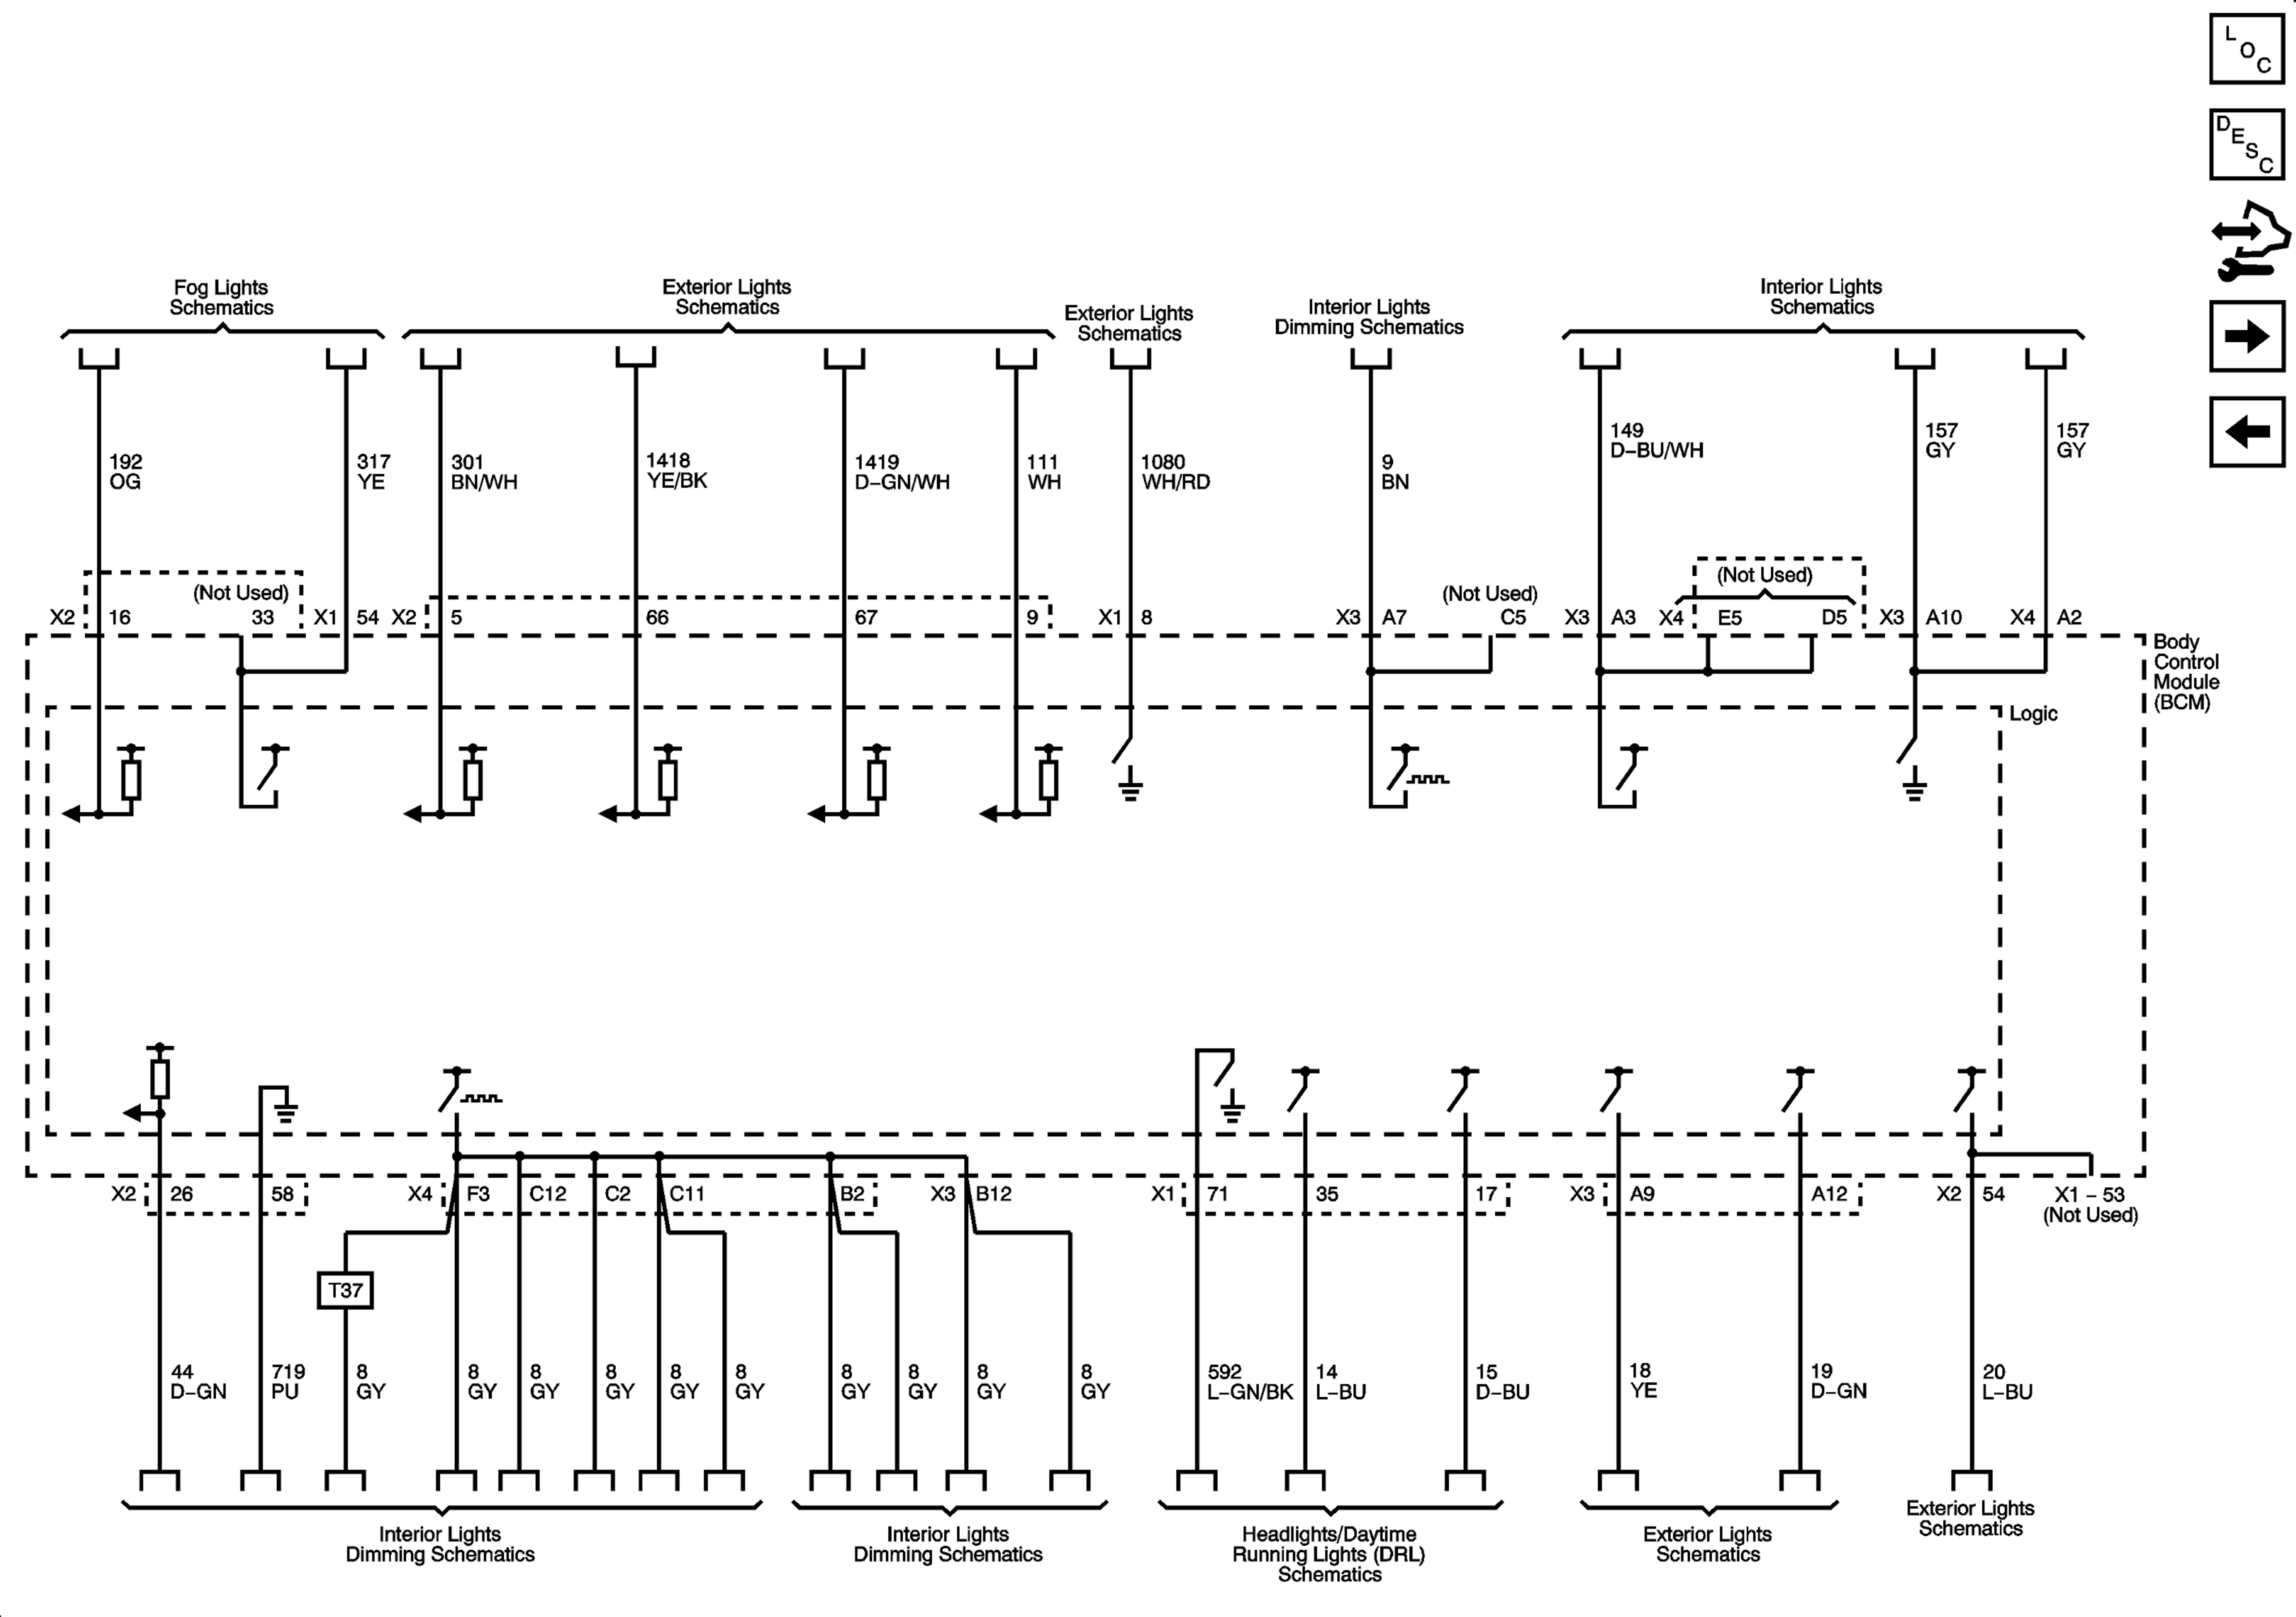 L
O
C
D
E
S
C
Fog Lights
Schematics
Exterior Lights
Schematics
Exterior Lights
Schematics
Interior Lights
Dimming Schematics
Interior Lights
Schematics
192
OG
317
YE
301
BN/WH
1418
YE/BK
1419
D–GN/WH
111
WH
1080
WH/RD
9
BN
149
D–BU/WH
157
GY
157
GY
(Not Used)
(Not Used)
(Not Used)
X2 16 33 X1 54 X2 5 66 67 9 X1 8 X3 A7 C5 X3 A3 X4 E5 D5 X3 A10 X4 A2
Body
Control
Module
(BCM)
Logic
X2 26 58 X4 F3 C12 C2 C11 B2 X3 B12 X1 71 35 17 X3 A9 A12 X2 54 X1 – 53
(Not Used)
T37
44
D–GN
719
PU
8
GY
8
GY
8
GY
8
GY
8
GY
8
GY
8
GY
8
GY
8
GY
8
GY
592
L–GN/BK
14
L–BU
15
D–BU
18
YE
19
D–GN
20
L–BU
Interior Lights
Dimming Schematics
Interior Lights
Dimming Schematics
Headlights/Daytime
Running Lights (DRL)
Schematics
Exterior Lights
Schematics
Exterior Lights
Schematics